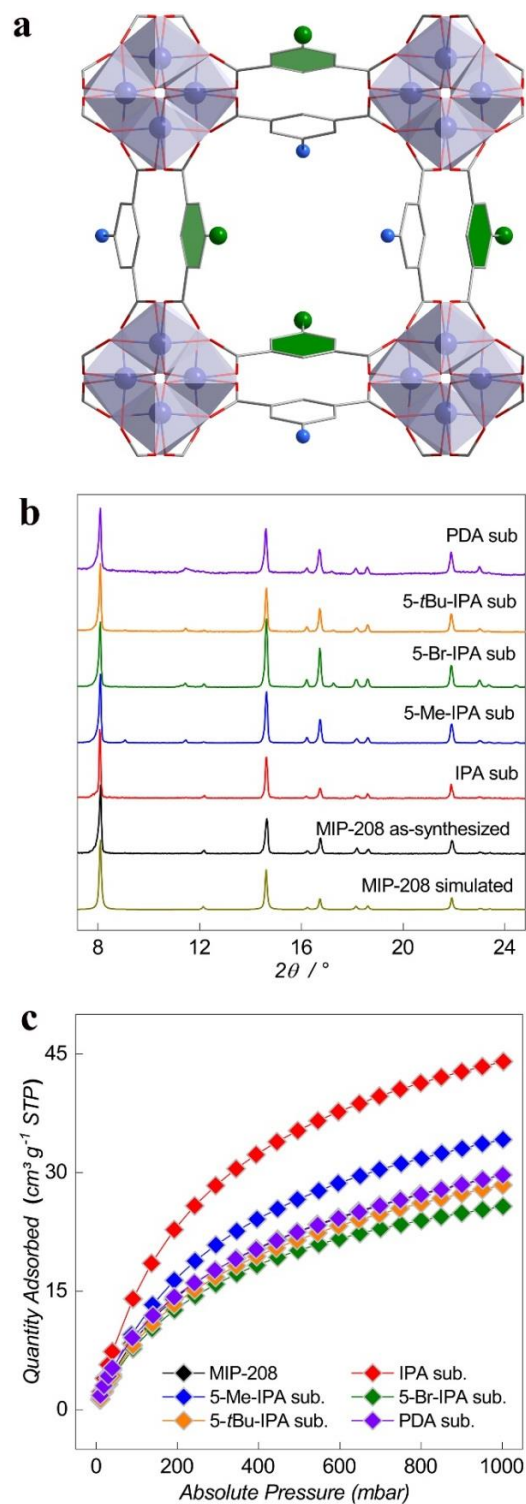 a
b
PDA sub
5-tBu-IPA sub
5-Br-IPA sub
5-Me-IPA sub
IPA sub
MIP-208 as-synthesized
MIP-208 simulated
8 12 16 20 24
2θ / °
c
45
30
15
0
Quantity Adsorbed (cm³ g⁻¹ STP)
MIP-208 IPA sub.
5-Me-IPA sub. 5-Br-IPA sub.
5-tBu-IPA sub. PDA sub.
0 200 400 600 800 1000
Absolute Pressure (mbar)